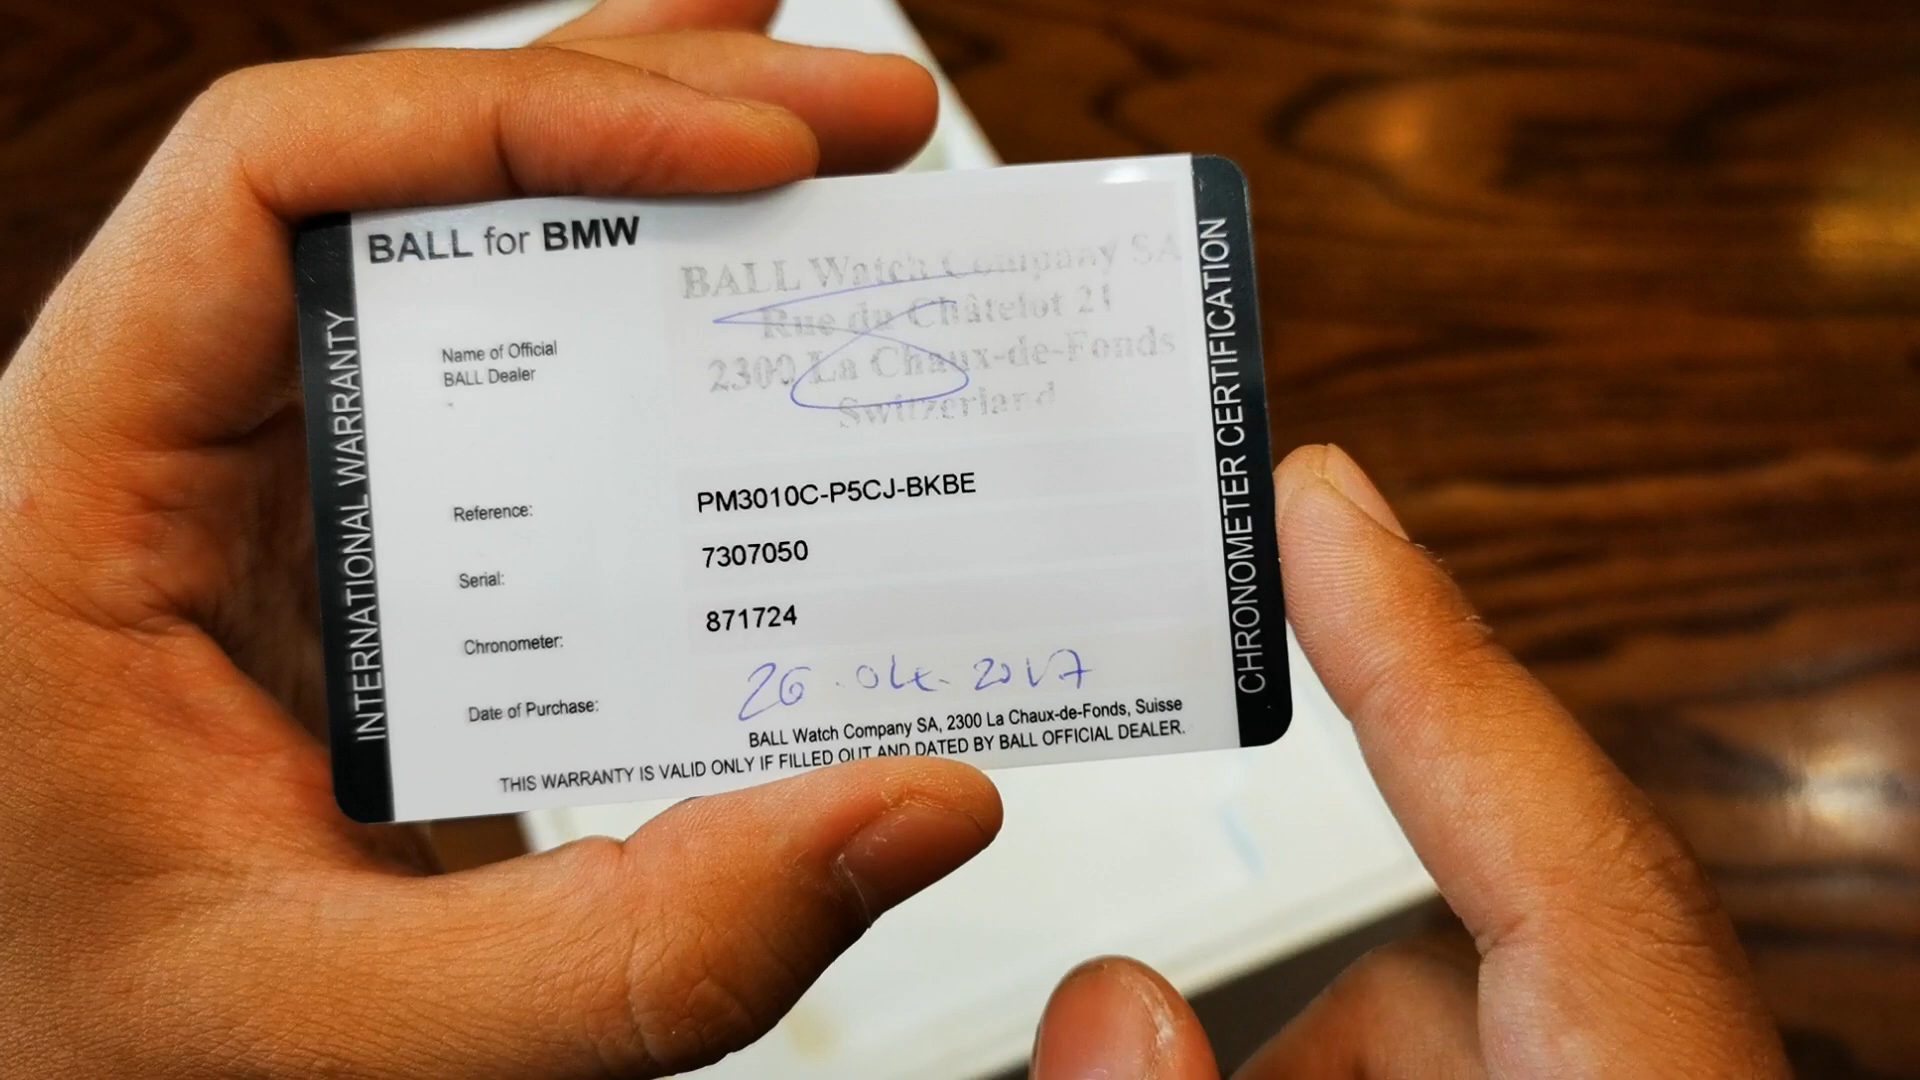 BALL for BMW
INTERNATIONAL WARRANTY
CHRONOMETER CERTIFICATION
Name of Official
BALL Dealer
BALL Watch Company SA
Rue du Châtelot 21
2300 La Chaux-de-Fonds
Switzerland
Reference: PM3010C-P5CJ-BKBE
Serial: 7307050
Chronometer: 871724
Date of Purchase: 26. Okt. 2017
BALL Watch Company SA, 2300 La Chaux-de-Fonds, Suisse
THIS WARRANTY IS VALID ONLY IF FILLED OUT AND DATED BY BALL OFFICIAL DEALER.